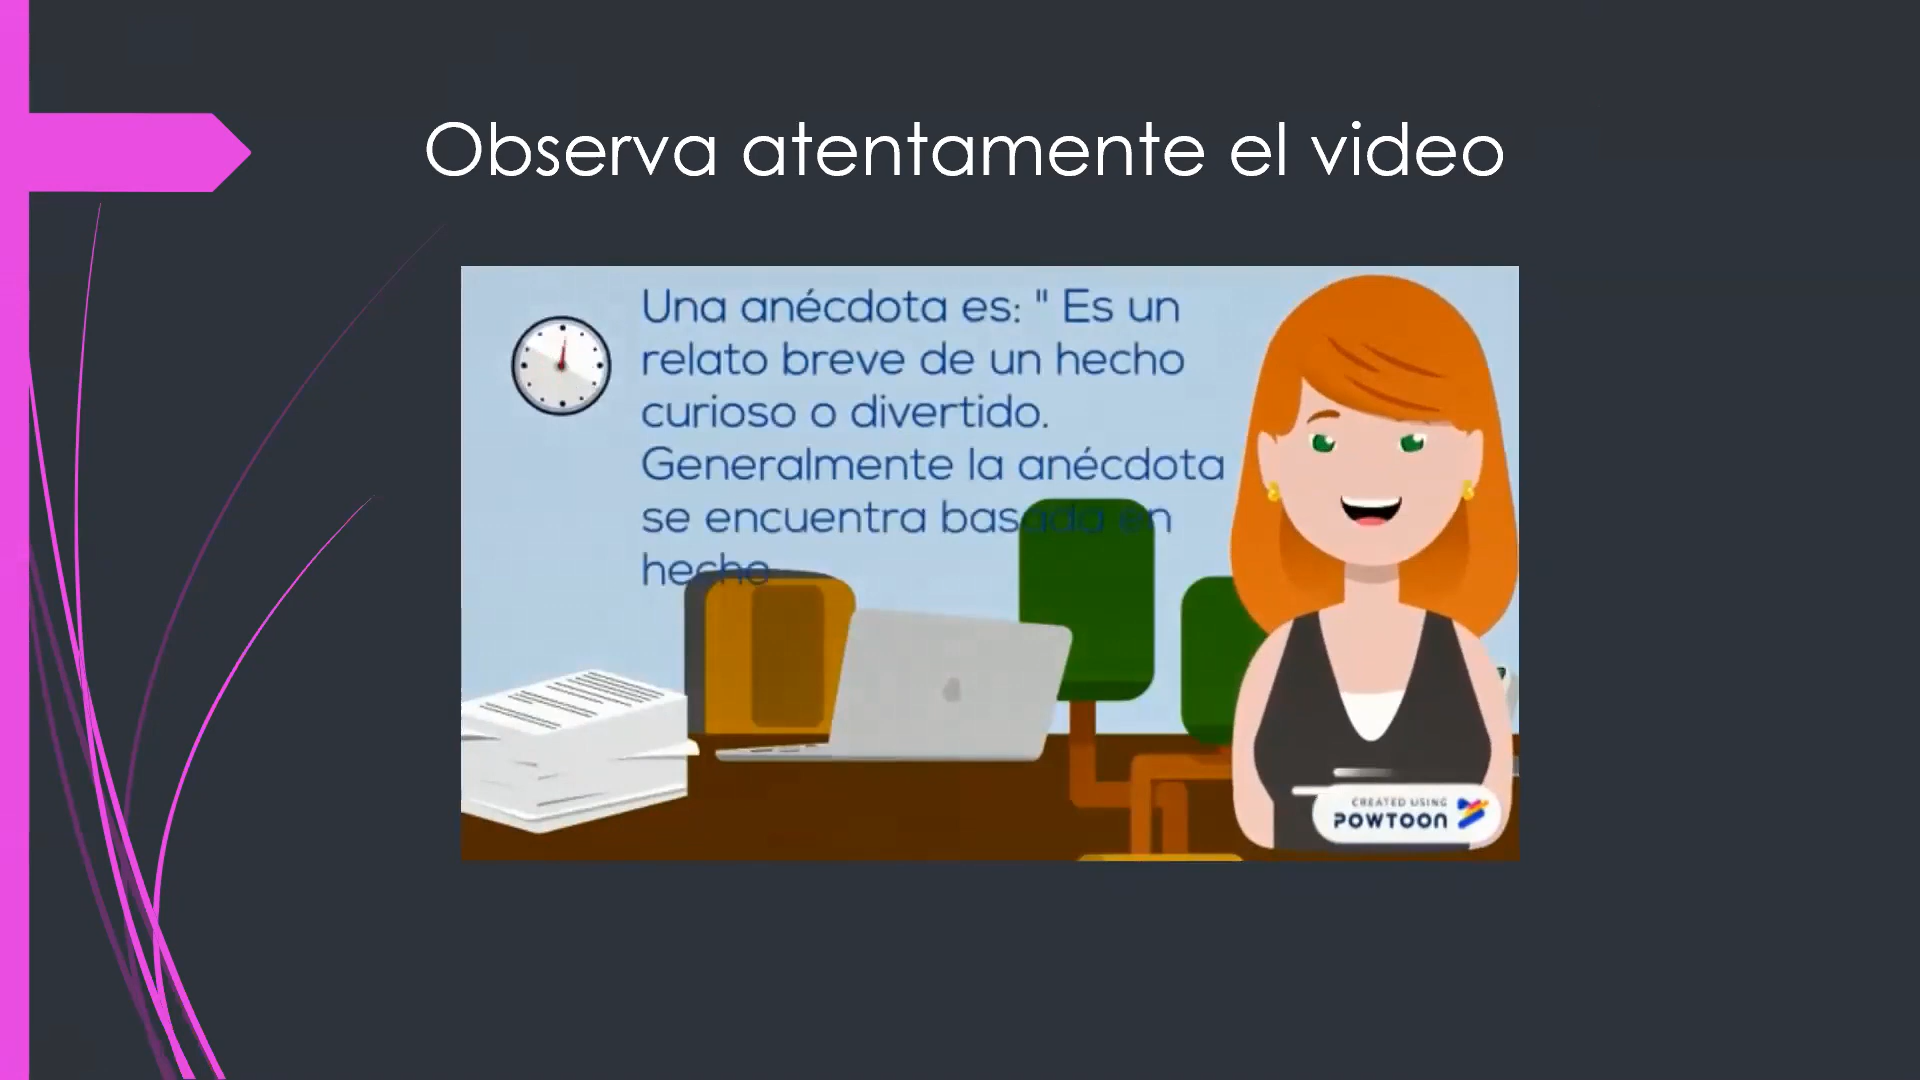 Observa atentamente el video
Una anécdota es: " Es un
relato breve de un hecho
curioso o divertido.
Generalmente la anécdota
se encuentra basada en
hecho
CREATED USING
POWTOON